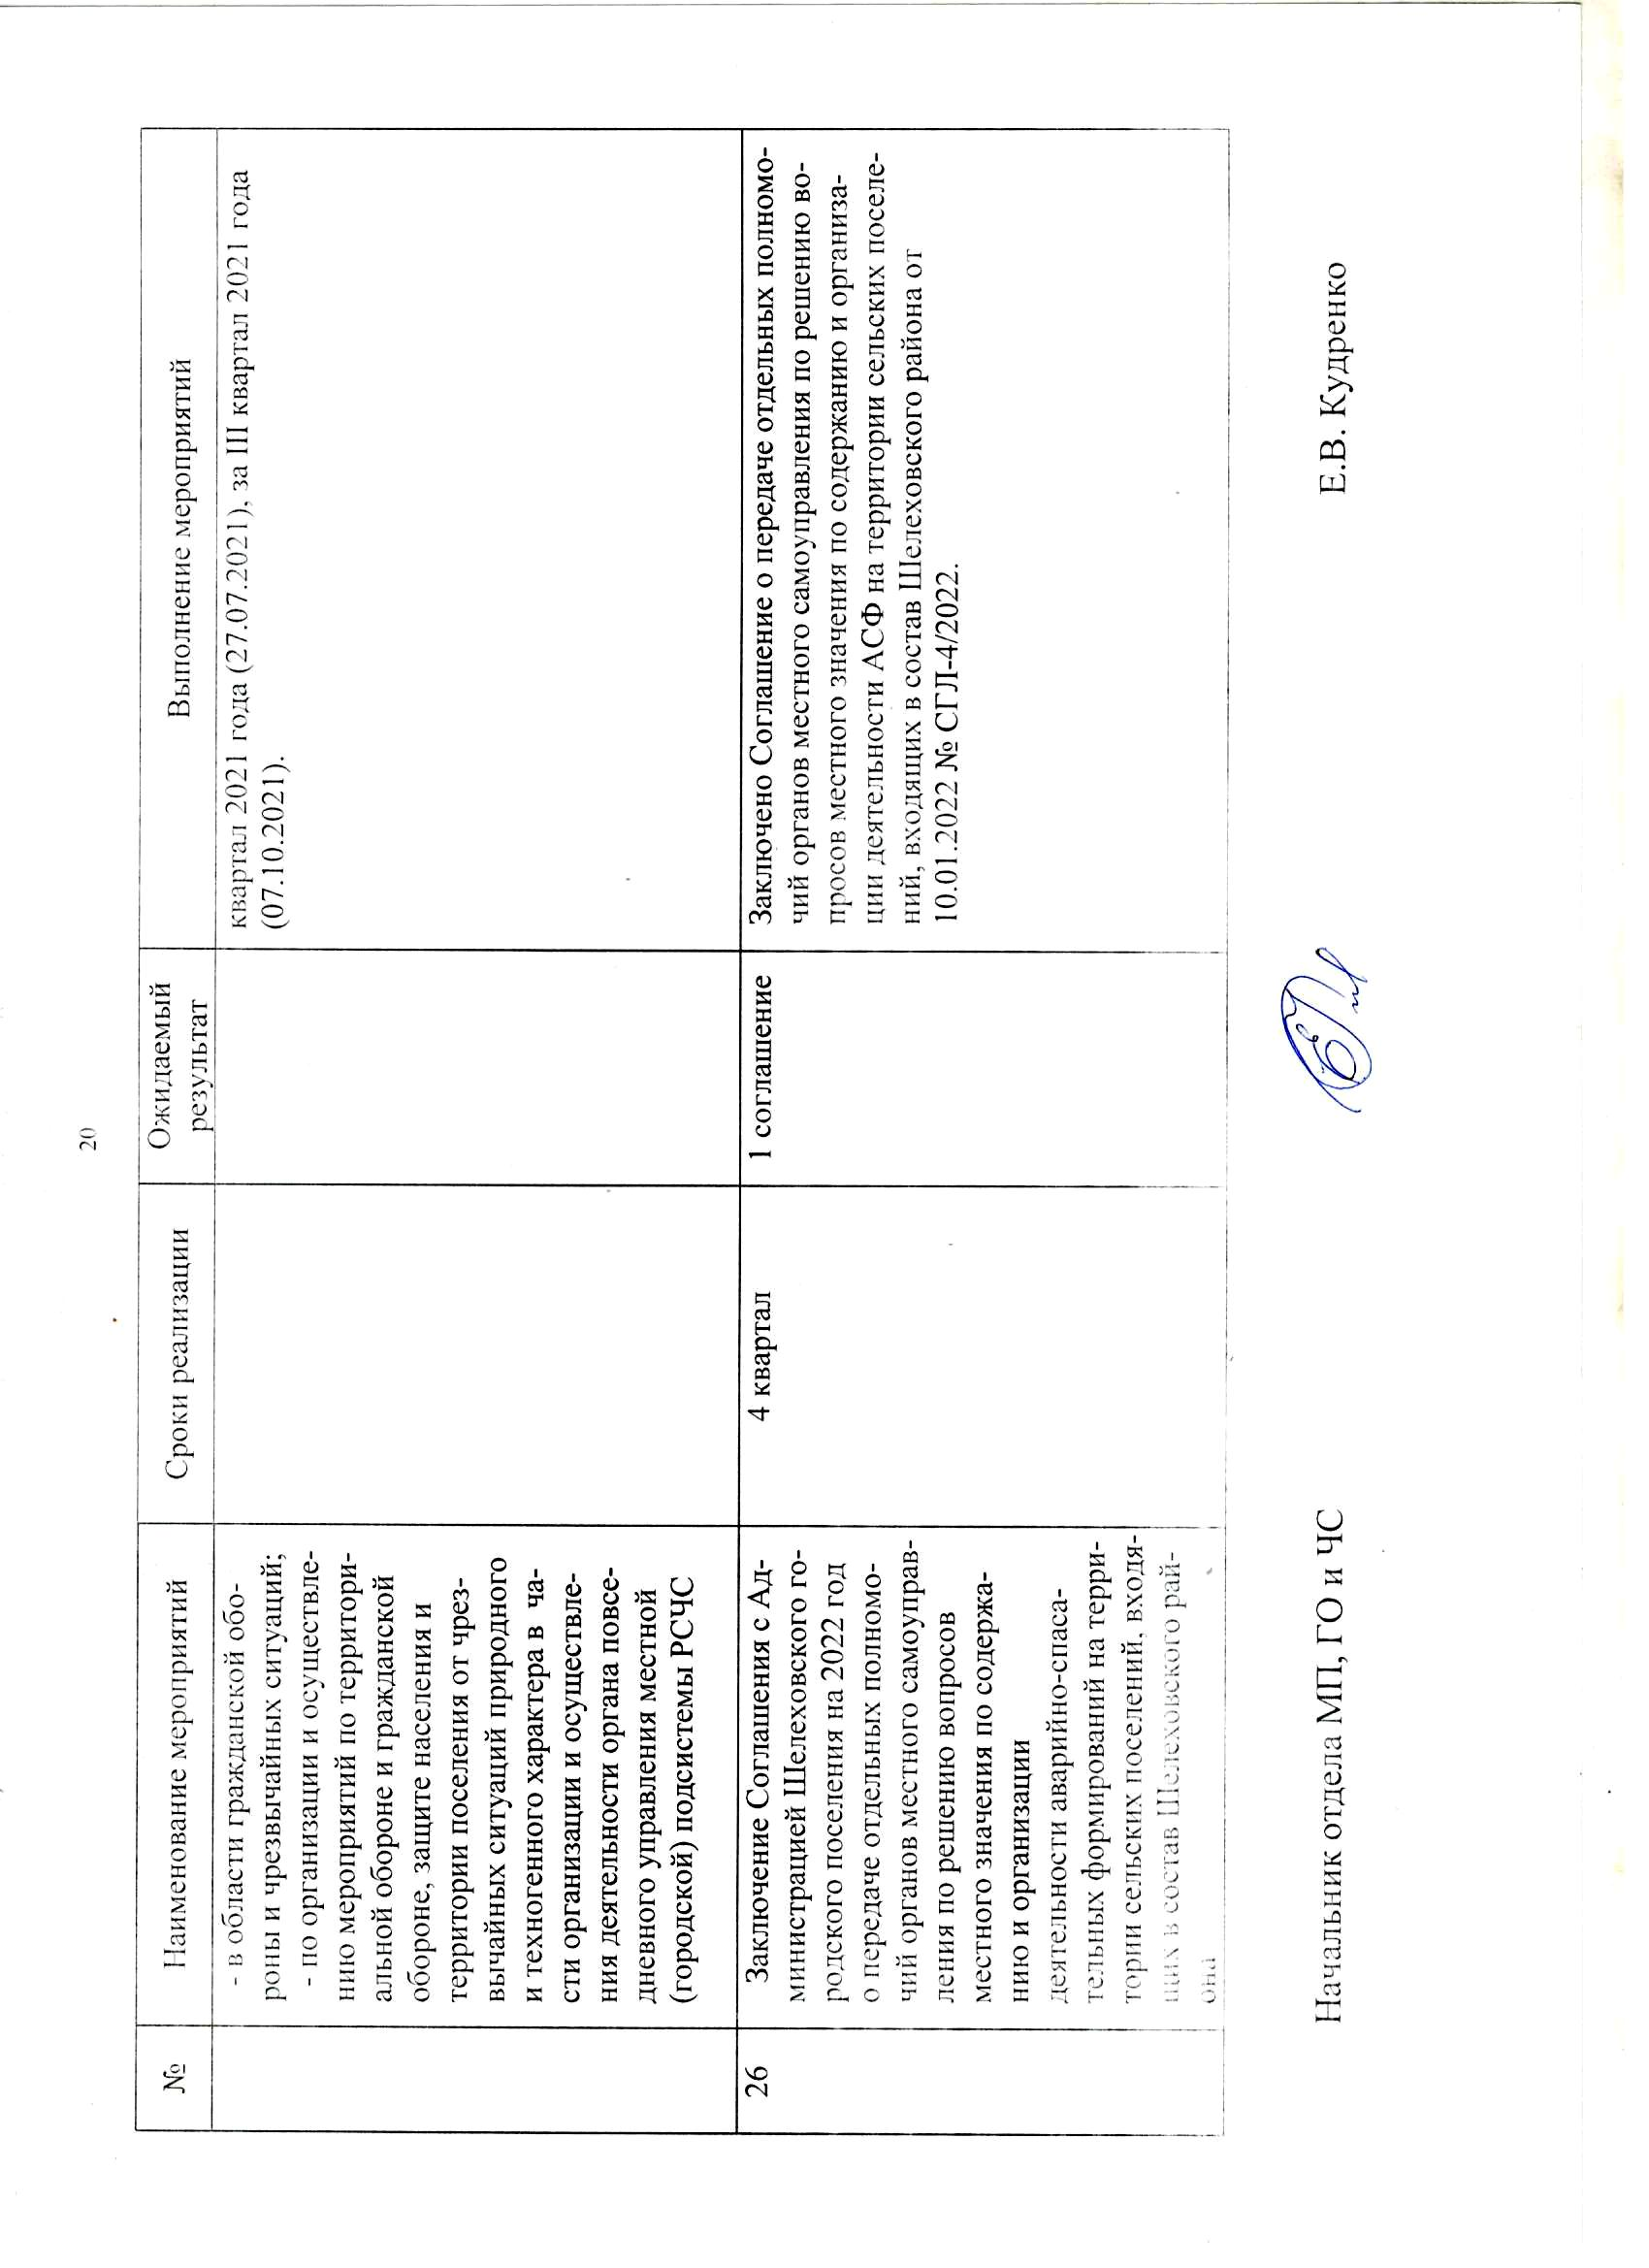 20
№
Наименование мероприятий
Сроки реализации
Ожидаемый
результат
Выполнение мероприятий
- в области гражданской обо-
роны и чрезвычайных ситуаций;
- по организации и осуществле-
нию мероприятий по территори-
альной обороне и гражданской
обороне, защите населения и
территории поселения от чрез-
вычайных ситуаций природного
и техногенного характера в ча-
сти организации и осуществле-
ния деятельности органа повсе-
дневного управления местной
(городской) подсистемы РСЧС
квартал 2021 года (27.07.2021), за III квартал 2021 года
(07.10.2021).
26
Заключение Соглашения с Ад-
министрацией Шелеховского го-
родского поселения на 2022 год
о передаче отдельных полномо-
чий органов местного самоуправ-
ления по решению вопросов
местного значения по содержа-
нию и организации
деятельности аварийно-спаса-
тельных формирований на терри-
тории сельских поселений, входя-
щих в состав Шелеховского рай-
она
4 квартал
1 соглашение
Заключено Соглашение о передаче отдельных полномо-
чий органов местного самоуправления по решению во-
просов местного значения по содержанию и организа-
ции деятельности АСФ на территории сельских поселе-
ний, входящих в состав Шелеховского района от
10.01.2022 № СГЛ-4/2022.
Начальник отдела МП, ГО и ЧС
Е.В. Кудренко